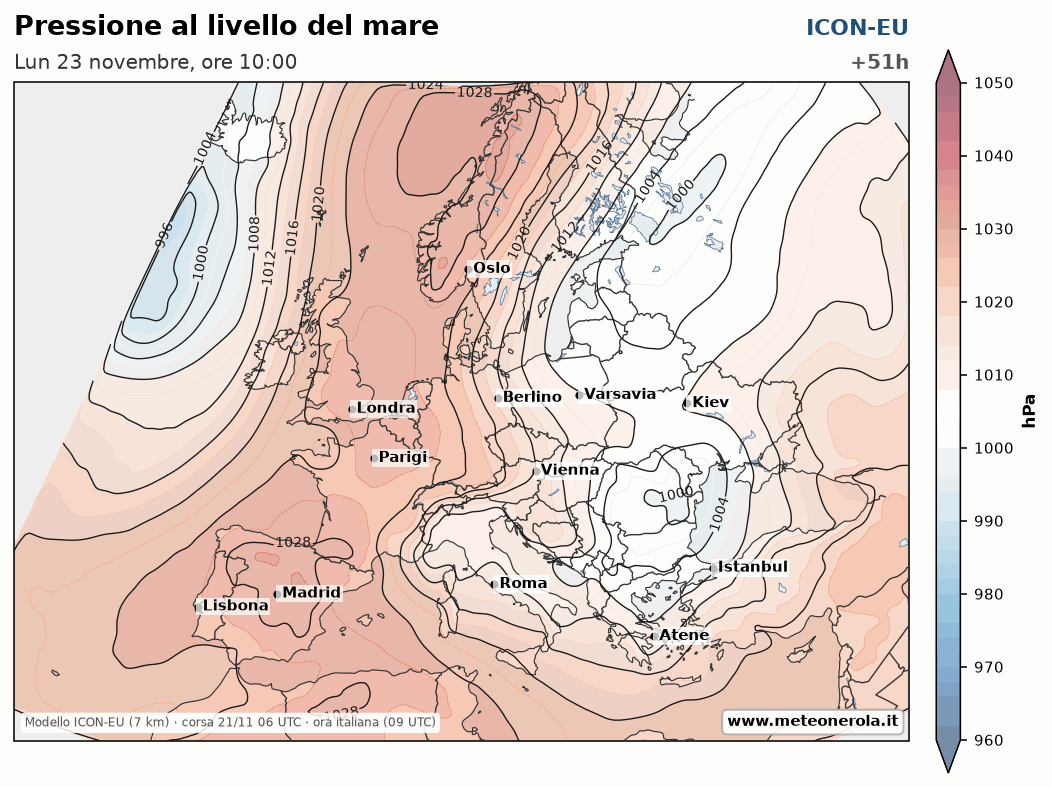 Pressione al livello del mare
ICON-EU
Lun 23 novembre, ore 10:00
+51h
1024
1028
1004
1016
1004
1000
1020
996
1008
1016
1012
1020
1012
1000
Oslo
Londra
Berlino
Varsavia
Kiev
Parigi
Vienna
1000
1004
1028
Istanbul
Roma
Madrid
Lisbona
Atene
1028
Modello ICON-EU (7 km) · corsa 21/11 06 UTC · ora italiana (09 UTC)
www.meteonerola.it
1050
1040
1030
1020
1010
1000
990
980
970
960
hPa